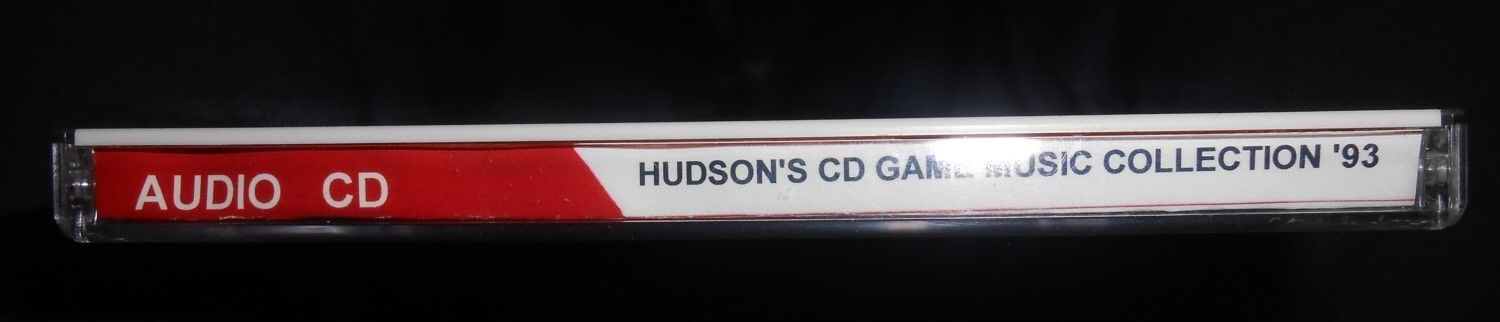 AUDIO CD
HUDSON'S CD GAME MUSIC COLLECTION '93